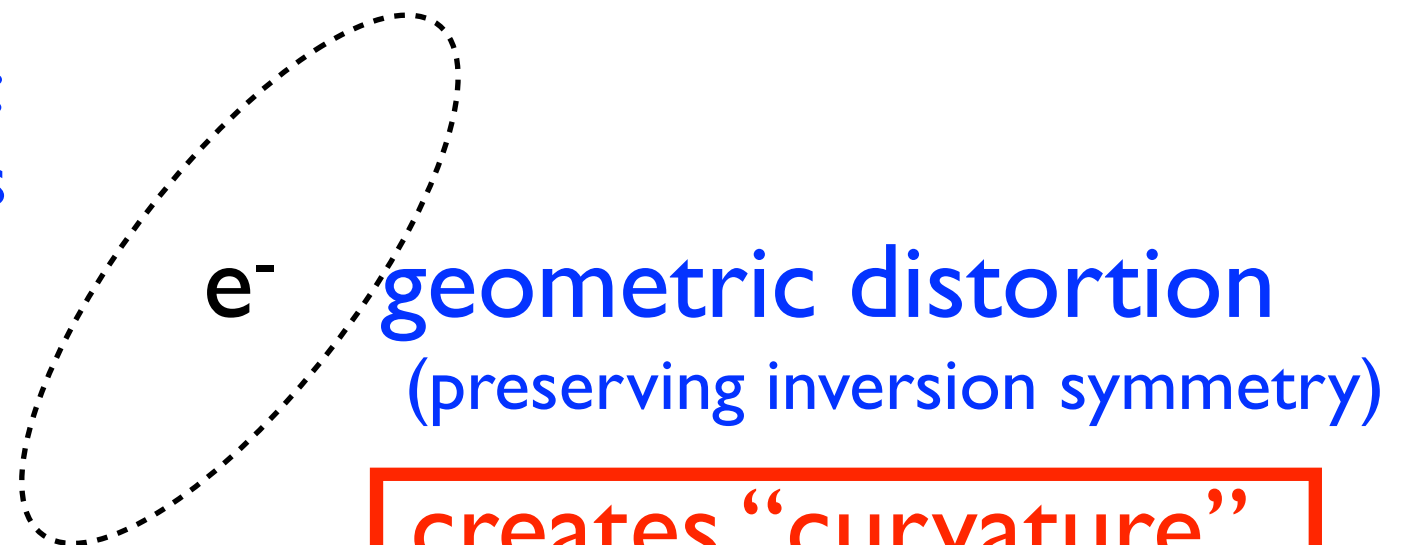 e- geometric distortion
(preserving inversion symmetry)
creates “curvature”